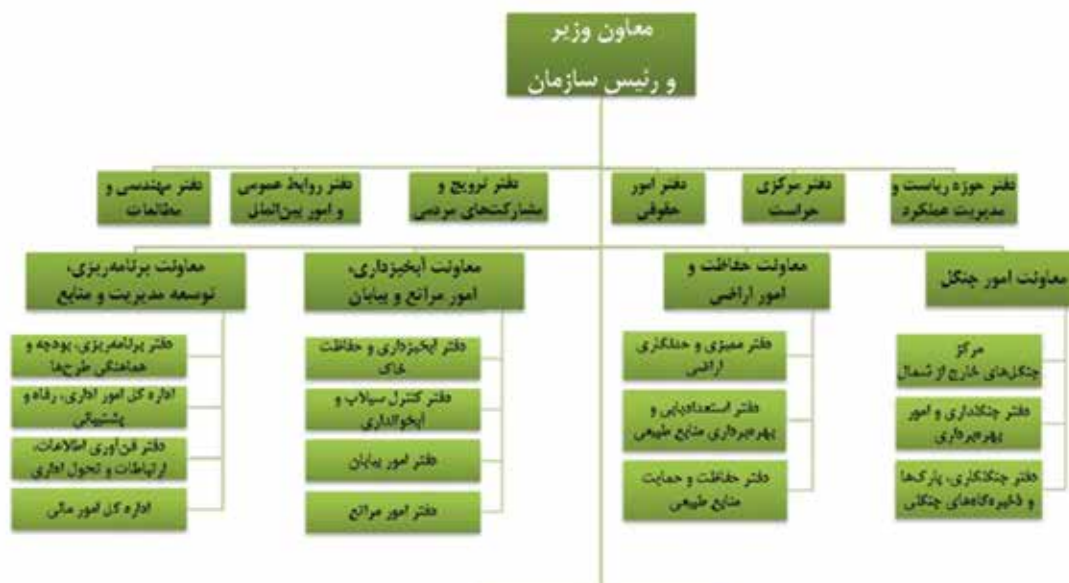 معاون وزیر
و رئیس سازمان
دفتر حوزه ریاست و
مدیریت عملکرد
دفتر مرکزی
حراست
دفتر امور
حقوقی
دفتر ترویج و
مشارکت‌های مردمی
دفتر روابط عمومی
و امور بین‌الملل
دفتر مهندسی و
مطالعات
معاونت امور جنگل
مرکز
جنگل‌های خارج از شمال
دفتر جنگلداری و امور
بهره‌برداری
دفتر جنگلکاری، پارک‌ها
و ذخیره‌گاه‌های جنگلی
معاونت حفاظت و
امور اراضی
دفتر ممیزی و حدنگاری
اراضی
دفتر استعدادیابی و
بهره‌برداری منابع طبیعی
دفتر حفاظت و حمایت
منابع طبیعی
معاونت آبخیزداری،
امور مراتع و بیابان
دفتر آبخیزداری و حفاظت
خاک
دفتر کنترل سیلاب و
آبخوانداری
دفتر امور بیابان
دفتر امور مراتع
معاونت برنامه‌ریزی،
توسعه مدیریت و منابع
دفتر برنامه‌ریزی، بودجه و
هماهنگی طرح‌ها
اداره کل امور اداری، رفاه و
پشتیبانی
دفتر فن‌آوری اطلاعات،
ارتباطات و تحول اداری
اداره کل امور مالی